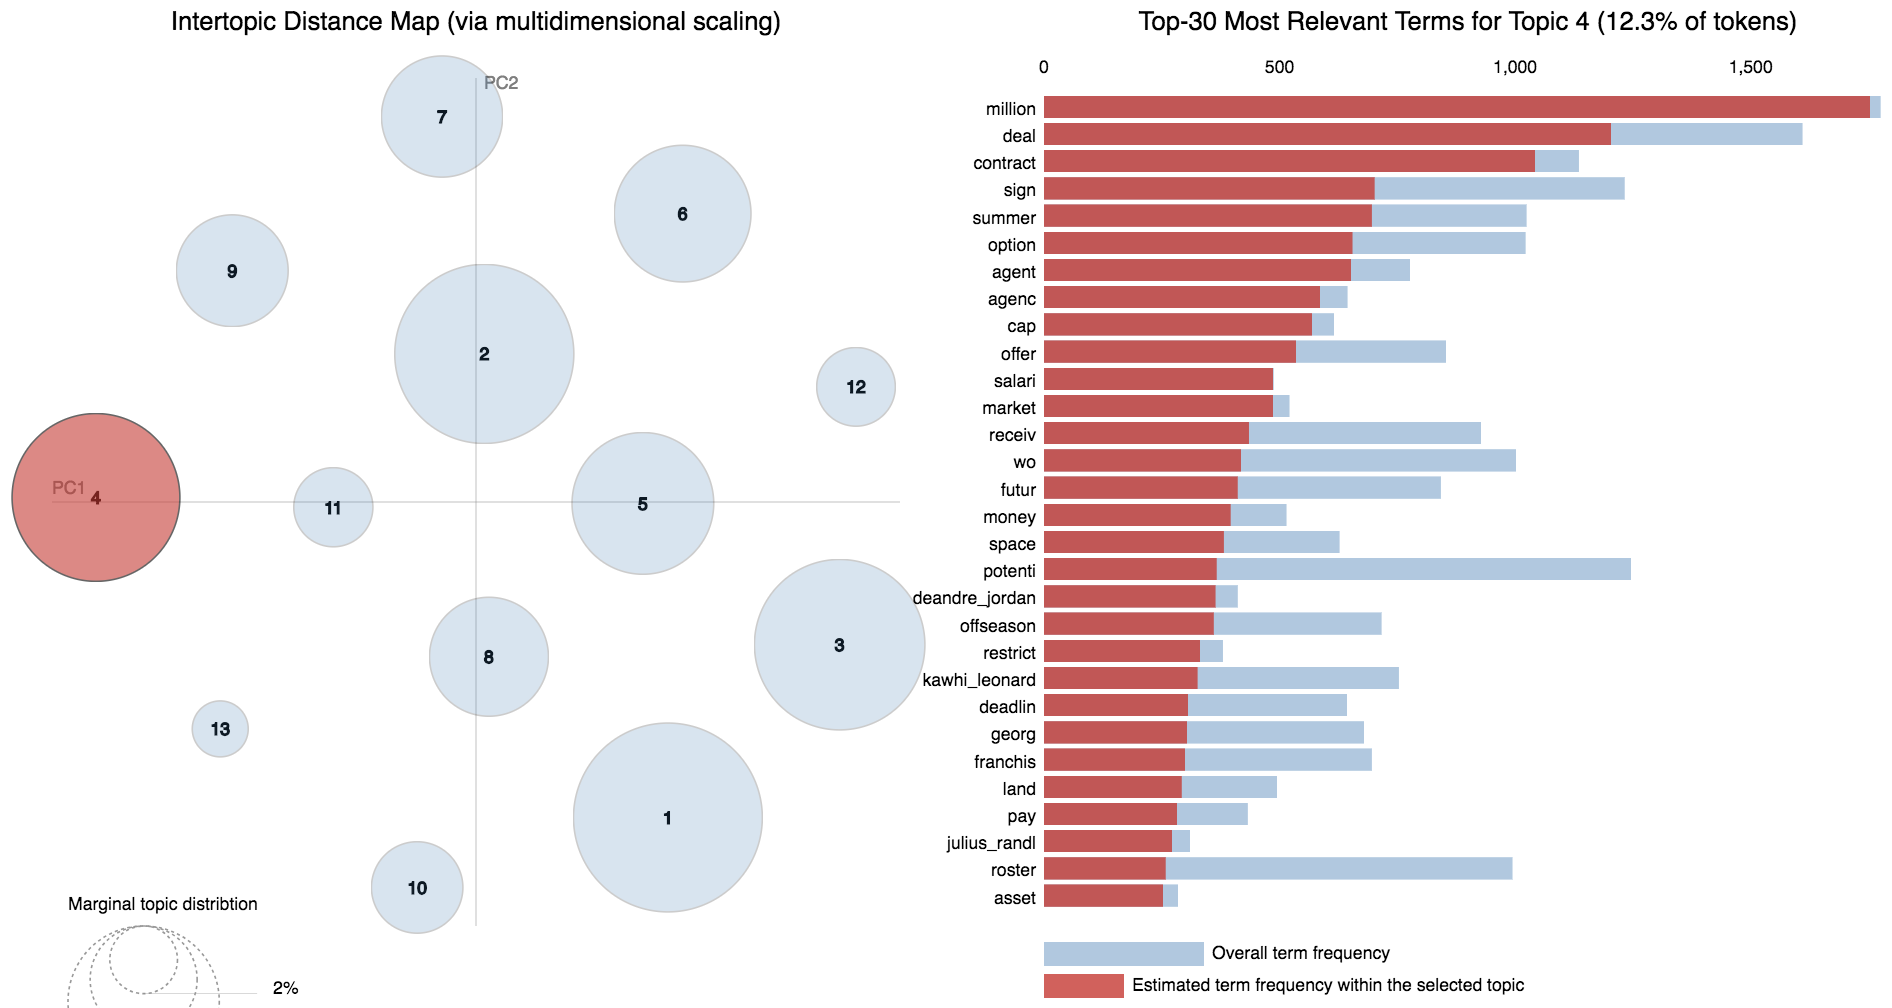 Intertopic Distance Map (via multidimensional scaling)
PC2
7
6
9
2
12
PC1
4
11
5
3
8
13
1
10
Marginal topic distribtion
2%
Top-30 Most Relevant Terms for Topic 4 (12.3% of tokens)
0 500 1,000 1,500
million
deal
contract
sign
summer
option
agent
agenc
cap
offer
salari
market
receiv
wo
futur
money
space
potenti
deandre_jordan
offseason
restrict
kawhi_leonard
deadlin
georg
franchis
land
pay
julius_randl
roster
asset
Overall term frequency
Estimated term frequency within the selected topic